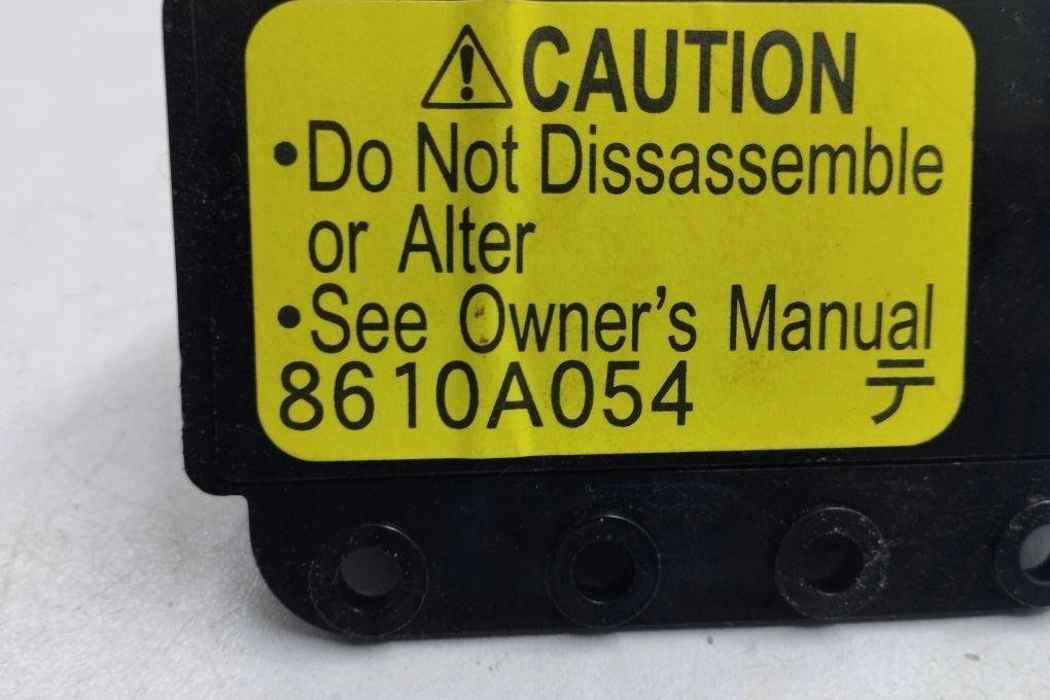 ⚠CAUTION
•Do Not Dissassemble
or Alter
•See Owner's Manual
8610A054 テ